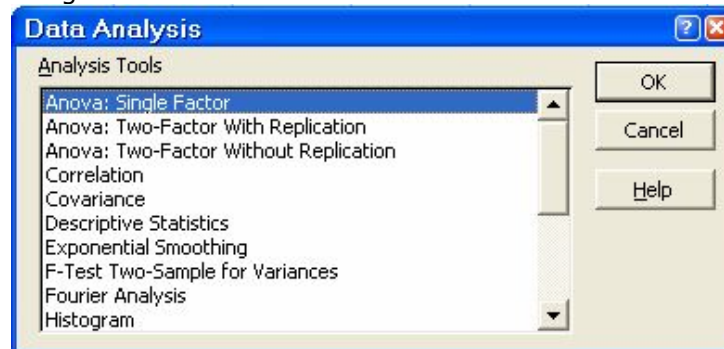 Data Analysis
Analysis Tools
Anova: Single Factor
Anova: Two-Factor With Replication
Anova: Two-Factor Without Replication
Correlation
Covariance
Descriptive Statistics
Exponential Smoothing
F-Test Two-Sample for Variances
Fourier Analysis
Histogram
OK
Cancel
Help